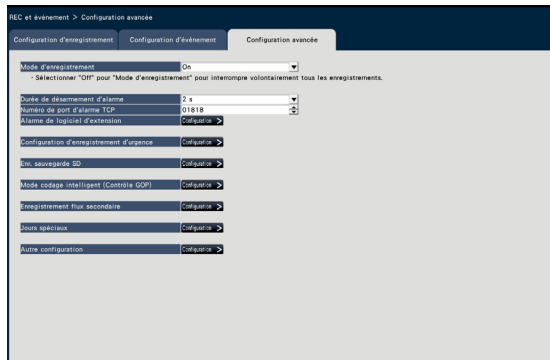 REC et événement > Configuration avancée
Configuration d'enregistrement Configuration d'événement Configuration avancée
Mode d'enregistrement On
· Sélectionner "Off" pour "Mode d'enregistrement" pour interrompre volontairement tous les enregistrements.
Durée de désarmement d'alarme 2 s
Numéro de port d'alarme TCP 01818
Alarme de logiciel d'extension Configuration >
Configuration d'enregistrement d'urgence Configuration >
Enr. sauvegarde SD Configuration >
Mode codage intelligent (Contrôle GOP) Configuration >
Enregistrement flux secondaire Configuration >
Jours spéciaux Configuration >
Autre configuration Configuration >